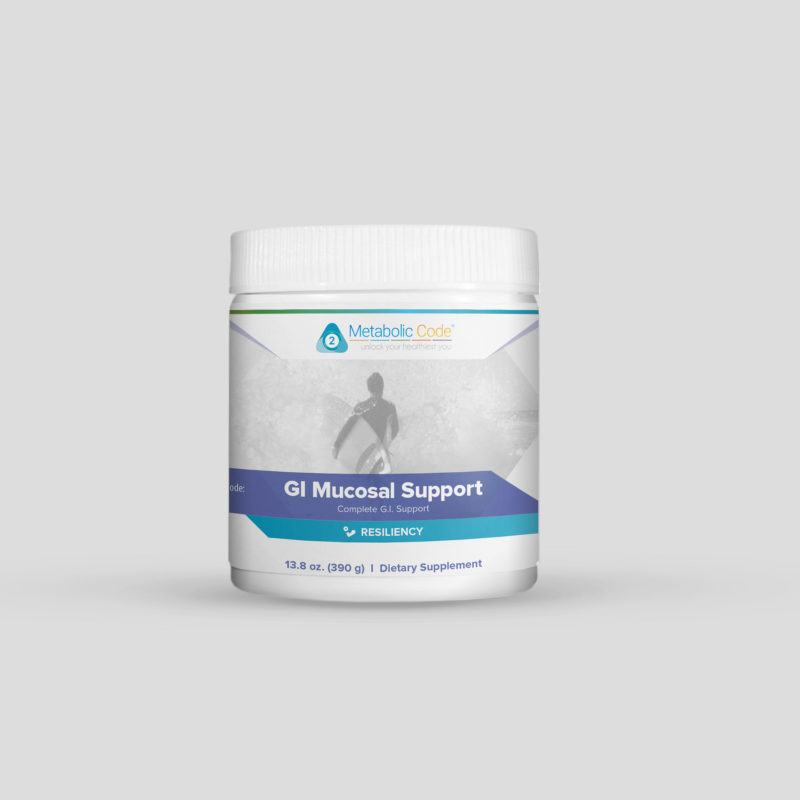 2
Metabolic Code®
unlock your healthiest you
ode:
GI Mucosal Support
Complete G.I. Support
RESILIENCY
13.8 oz. (390 g) | Dietary Supplement